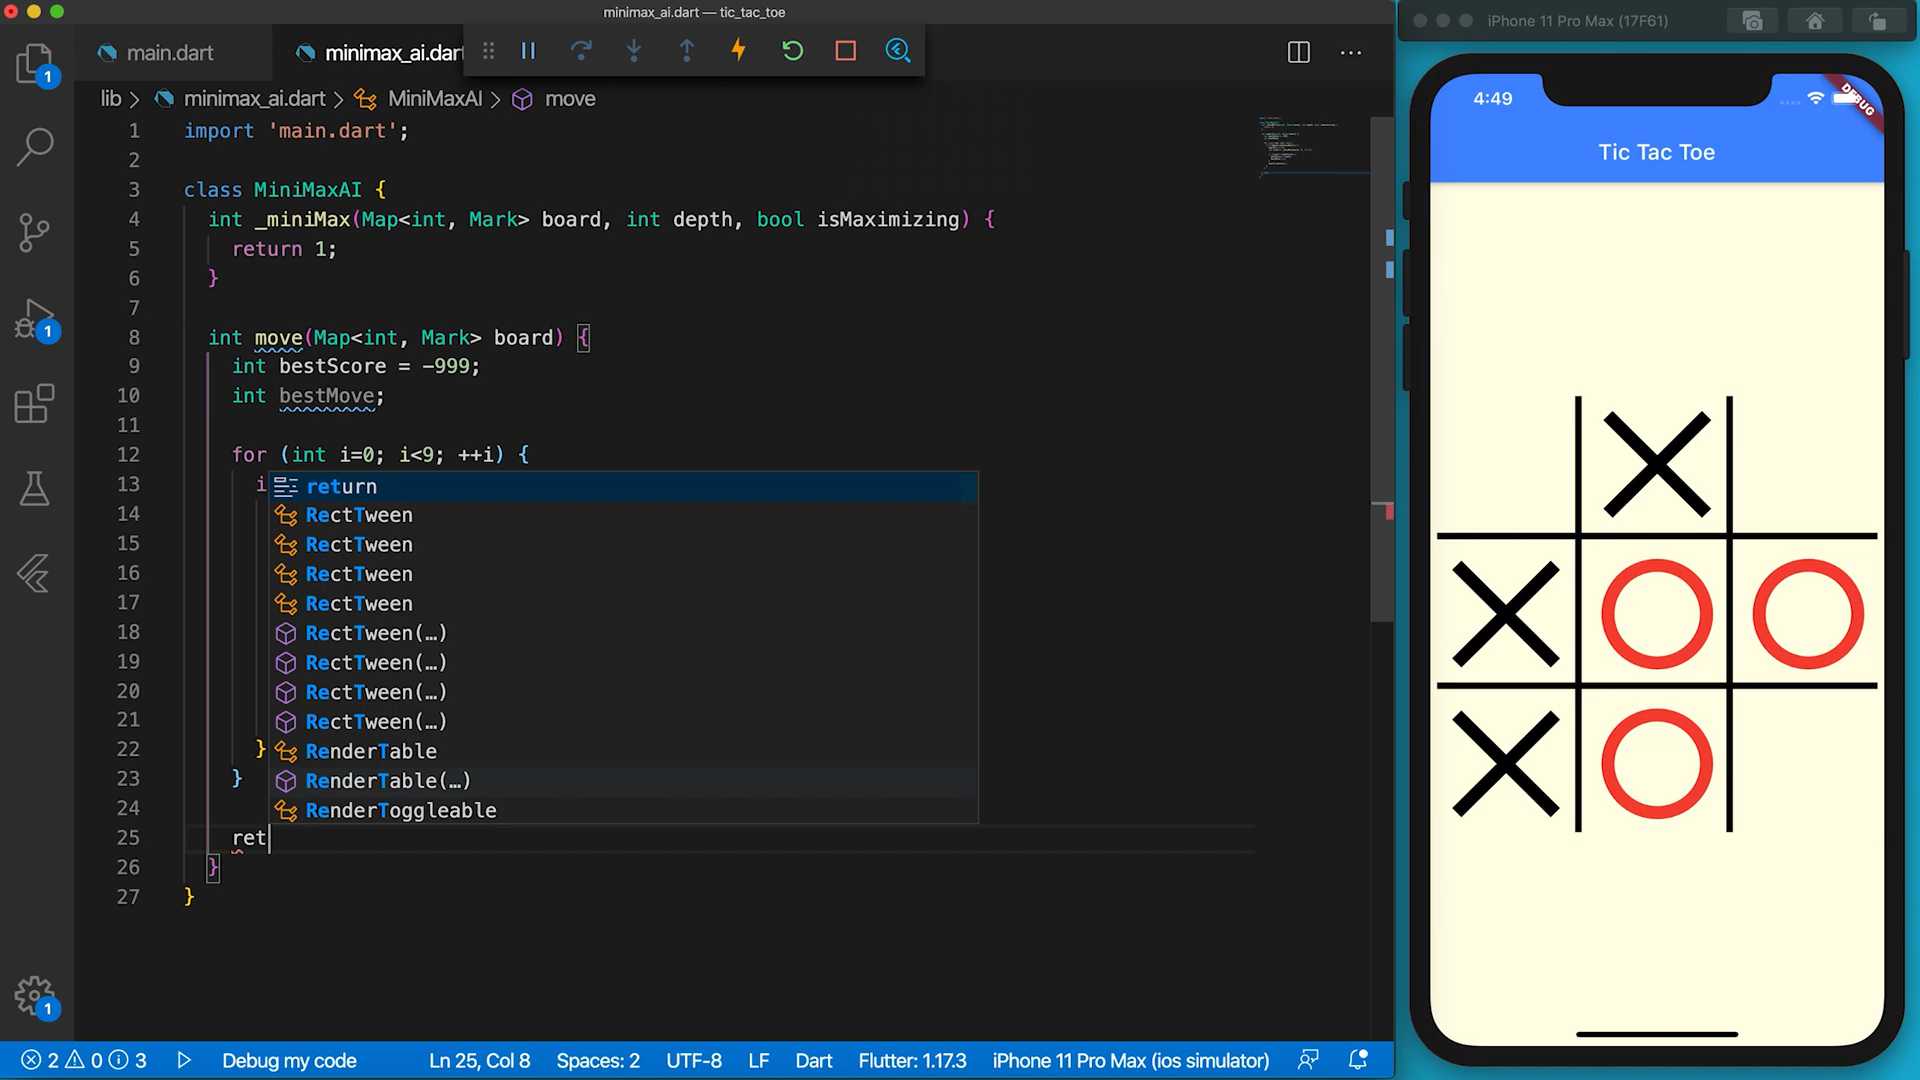 minimax_ai.dart — tic_tac_toe
iPhone 11 Pro Max (17F61)
main.dart
minimax_ai.dart
lib > minimax_ai.dart > MiniMaxAI > move
1 import 'main.dart';
2
3 class MiniMaxAI {
4 int _miniMax(Map<int, Mark> board, int depth, bool isMaximizing) {
5 return 1;
6 }
7
8 int move(Map<int, Mark> board) {
9 int bestScore = -999;
10 int bestMove;
11
12 for (int i=0; i<9; ++i) {
13 i return
14 RectTween
15 RectTween
16 RectTween
17 RectTween
18 RectTween(…)
19 RectTween(…)
20 RectTween(…)
21 RectTween(…)
22 } RenderTable
23 } RenderTable(…)
24 RenderToggleable
25 ret
26 }
27 }
1
1
1
4:49
DEBUG
Tic Tac Toe
2 0 3 Debug my code Ln 25, Col 8 Spaces: 2 UTF-8 LF Dart Flutter: 1.17.3 iPhone 11 Pro Max (ios simulator)